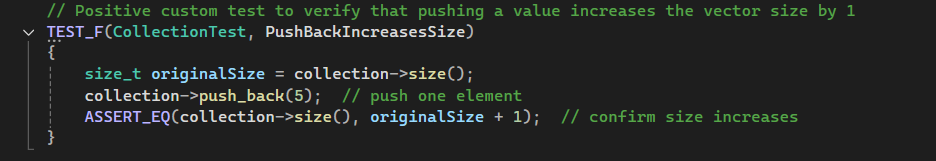 // Positive custom test to verify that pushing a value increases the vector size by 1
TEST_F(CollectionTest, PushBackIncreasesSize)
{
    size_t originalSize = collection->size();
    collection->push_back(5);  // push one element
    ASSERT_EQ(collection->size(), originalSize + 1);  // confirm size increases
}